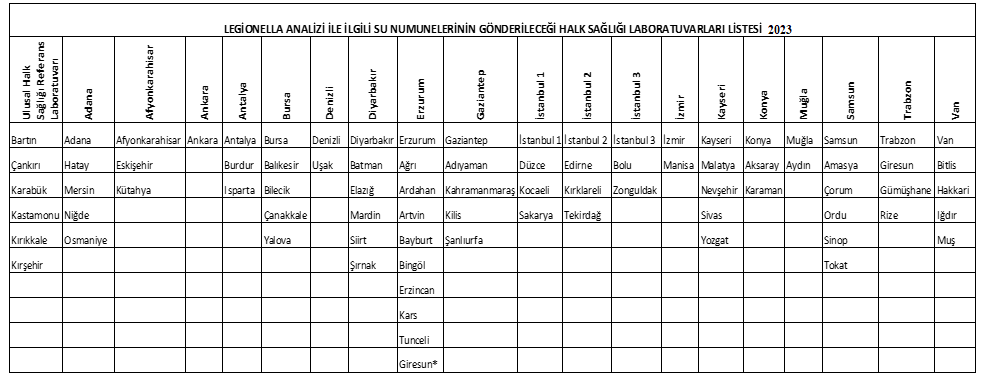 LEGİONELLA ANALİZİ İLE İLGİLİ SU NUMUNELERİNİN GÖNDERİLECEĞİ HALK SAĞLIĞI LABORATUVARLARI LİSTESİ 2023
Ulusal Halk Sağlığı Referans Laboratuvarı Adana Afyonkarahisar Ankara Antalya Bursa Denizli Diyarbakır Erzurum Gaziantep İstanbul 1 İstanbul 2 İstanbul 3 İzmir Kayseri Konya Muğla Samsun Trabzon Van
Bartın Adana Afyonkarahisar Ankara Antalya Bursa Denizli Diyarbakır Erzurum Gaziantep İstanbul 1 İstanbul 2 İstanbul 3 İzmir Kayseri Konya Muğla Samsun Trabzon Van
Çankırı Hatay Eskişehir Burdur Balıkesir Uşak Batman Ağrı Adıyaman Düzce Edirne Bolu Manisa Malatya Aksaray Aydın Amasya Giresun Bitlis
Karabük Mersin Kütahya Isparta Bilecik Elazığ Ardahan Kahramanmaraş Kocaeli Kırklareli Zonguldak Nevşehir Karaman Çorum Gümüşhane Hakkari
Kastamonu Niğde Çanakkale Mardin Artvin Kilis Sakarya Tekirdağ Sivas Ordu Rize Iğdır
Kırıkkale Osmaniye Yalova Siirt Bayburt Şanlıurfa Yozgat Sinop Muş
Kırşehir Şırnak Bingöl Tokat
Erzincan
Kars
Tunceli
Giresun*